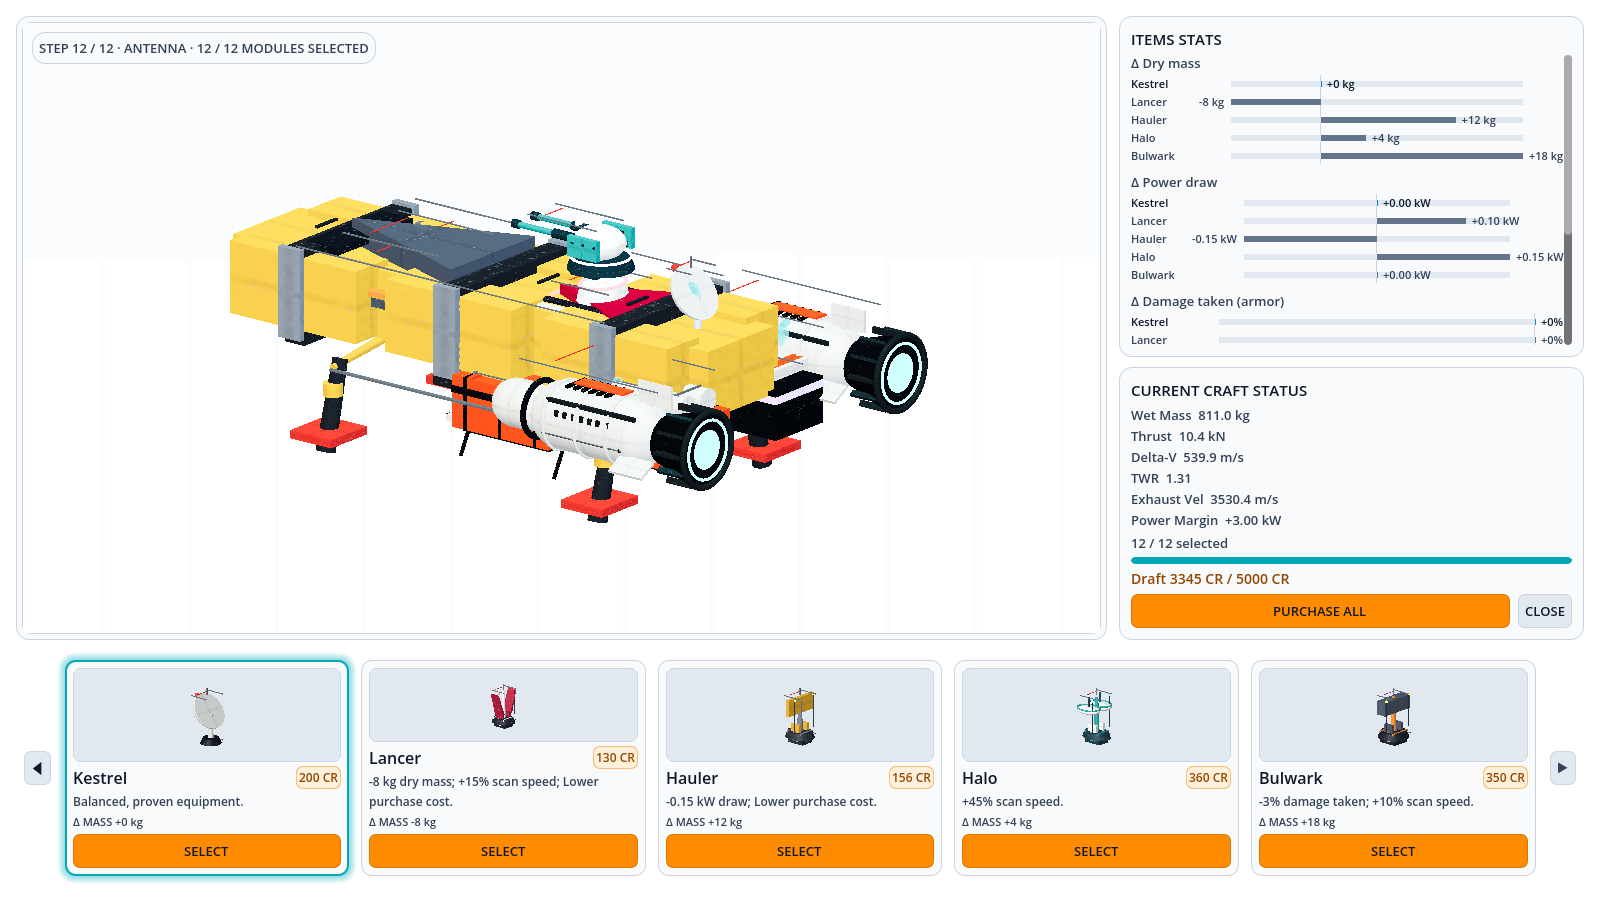 STEP 12 / 12 · ANTENNA · 12 / 12 MODULES SELECTED
ITEMS STATS
Δ Dry mass
Kestrel +0 kg
Lancer -8 kg
Hauler +12 kg
Halo +4 kg
Bulwark +18 kg
Δ Power draw
Kestrel +0.00 kW
Lancer +0.10 kW
Hauler -0.15 kW
Halo +0.15 kW
Bulwark +0.00 kW
Δ Damage taken (armor)
Kestrel +0%
Lancer +0%
CURRENT CRAFT STATUS
Wet Mass 811.0 kg
Thrust 10.4 kN
Delta-V 539.9 m/s
TWR 1.31
Exhaust Vel 3530.4 m/s
Power Margin +3.00 kW
12 / 12 selected
Draft 3345 CR / 5000 CR
PURCHASE ALL
CLOSE
Kestrel
200 CR
Balanced, proven equipment.
Δ MASS +0 kg
SELECT
Lancer
130 CR
-8 kg dry mass; +15% scan speed; Lower
purchase cost.
Δ MASS -8 kg
SELECT
Hauler
156 CR
-0.15 kW draw; Lower purchase cost.
Δ MASS +12 kg
SELECT
Halo
360 CR
+45% scan speed.
Δ MASS +4 kg
SELECT
Bulwark
350 CR
-3% damage taken; +10% scan speed.
Δ MASS +18 kg
SELECT